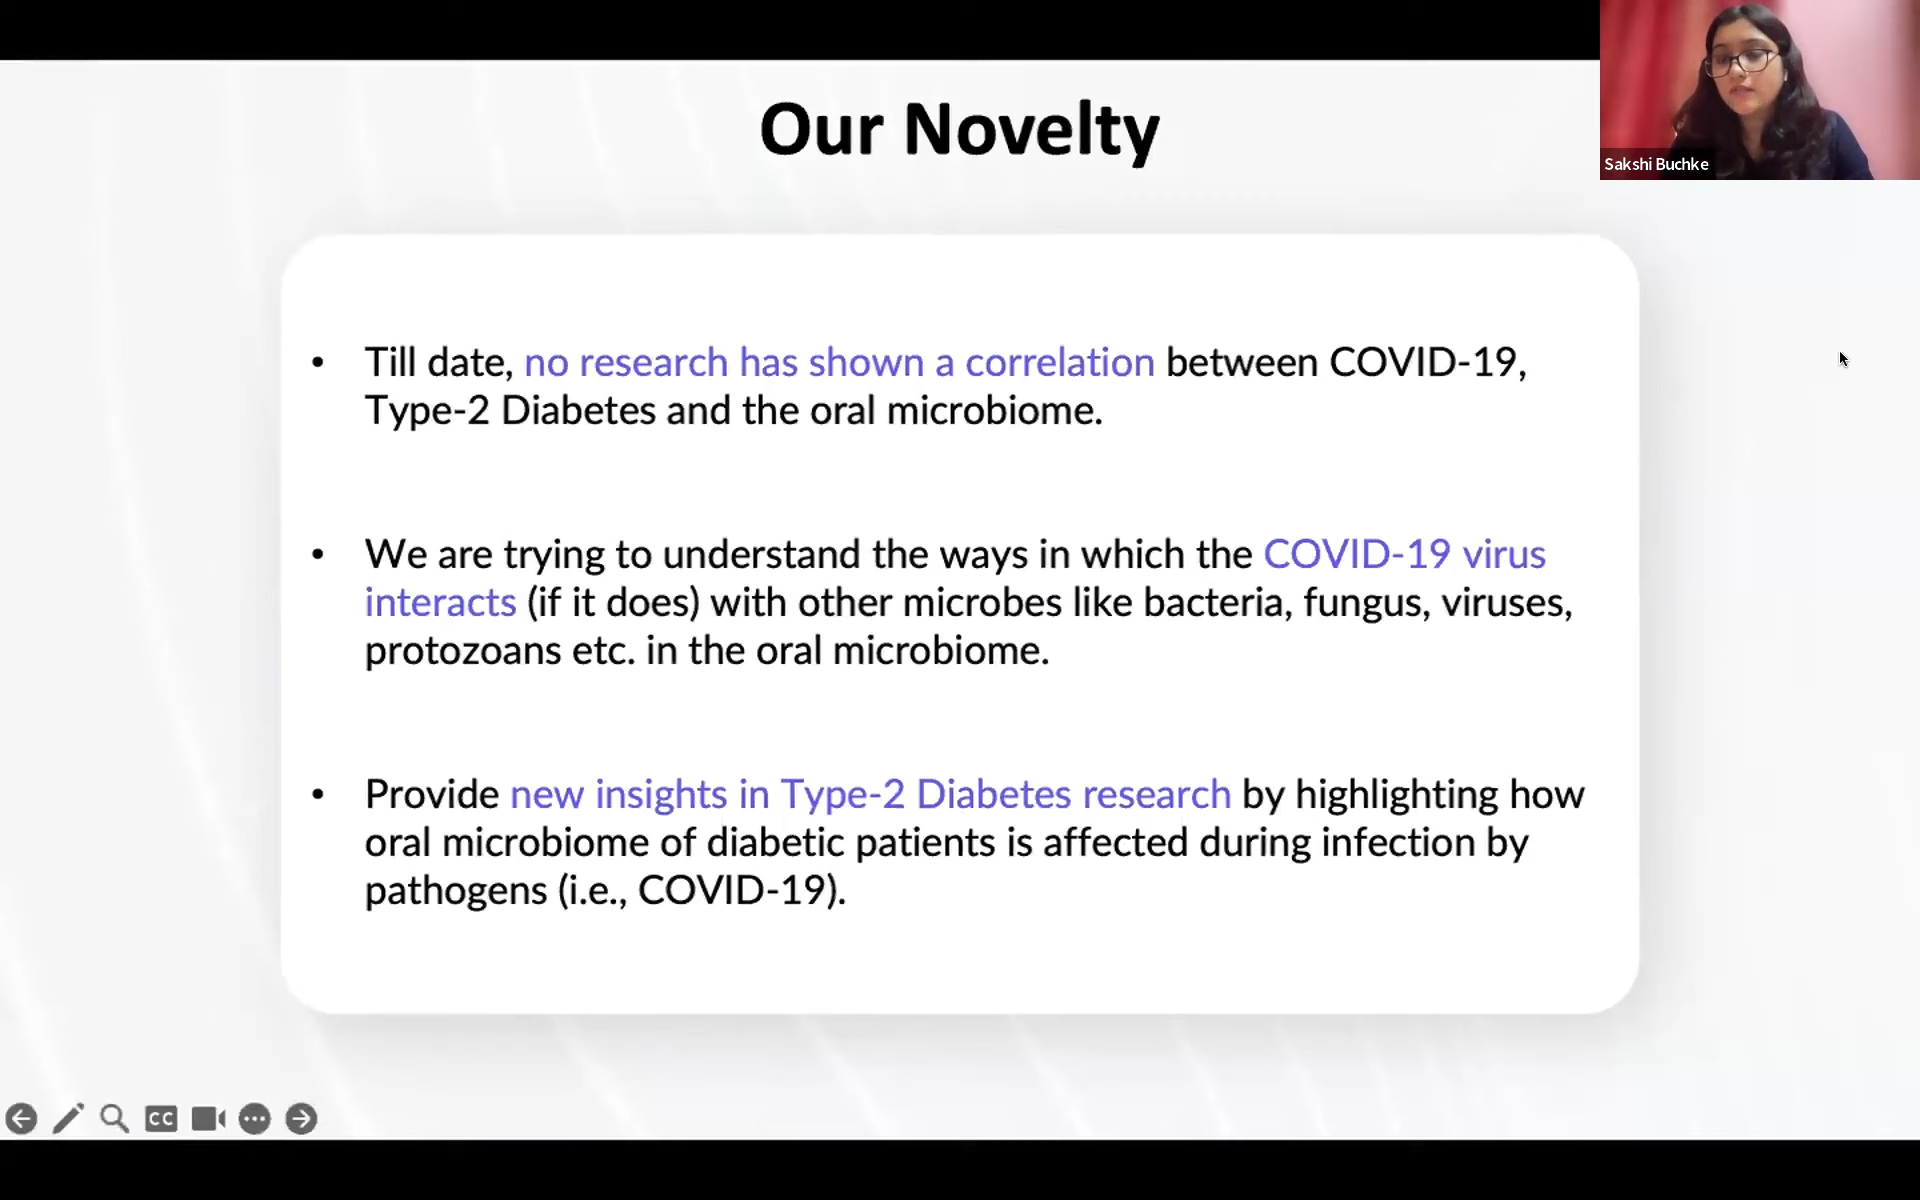 Our Novelty
Sakshi Buchke
• Till date, no research has shown a correlation between COVID-19,
Type-2 Diabetes and the oral microbiome.
• We are trying to understand the ways in which the COVID-19 virus
interacts (if it does) with other microbes like bacteria, fungus, viruses,
protozoans etc. in the oral microbiome.
• Provide new insights in Type-2 Diabetes research by highlighting how
oral microbiome of diabetic patients is affected during infection by
pathogens (i.e., COVID-19).
CC